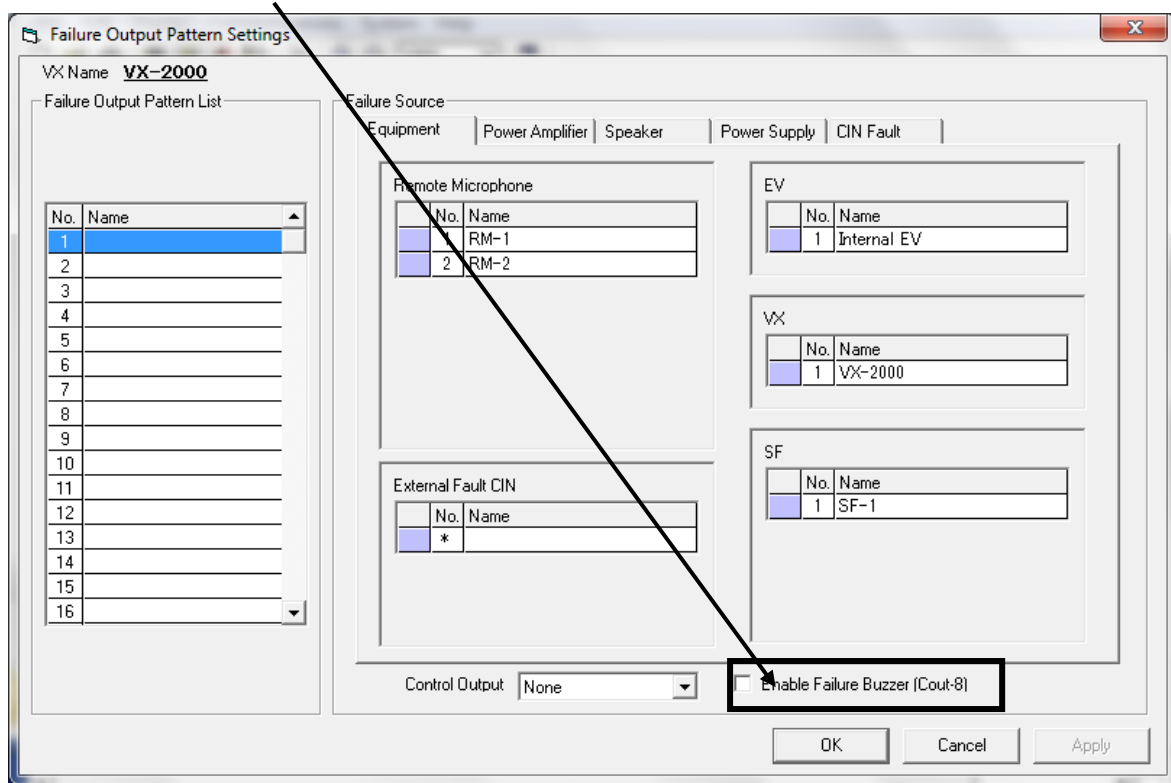 Failure Output Pattern Settings
VX Name VX-2000
Failure Output Pattern List
No. Name
1
2
3
4
5
6
7
8
9
10
11
12
13
14
15
16
Failure Source
Equipment Power Amplifier Speaker Power Supply CIN Fault
Remote Microphone
No. Name
1 RM-1
2 RM-2
External Fault CIN
No. Name
*
EV
No. Name
1 Internal EV
VX
No. Name
1 VX-2000
SF
No. Name
1 SF-1
Control Output None
Enable Failure Buzzer (Cout-8)
OK Cancel Apply